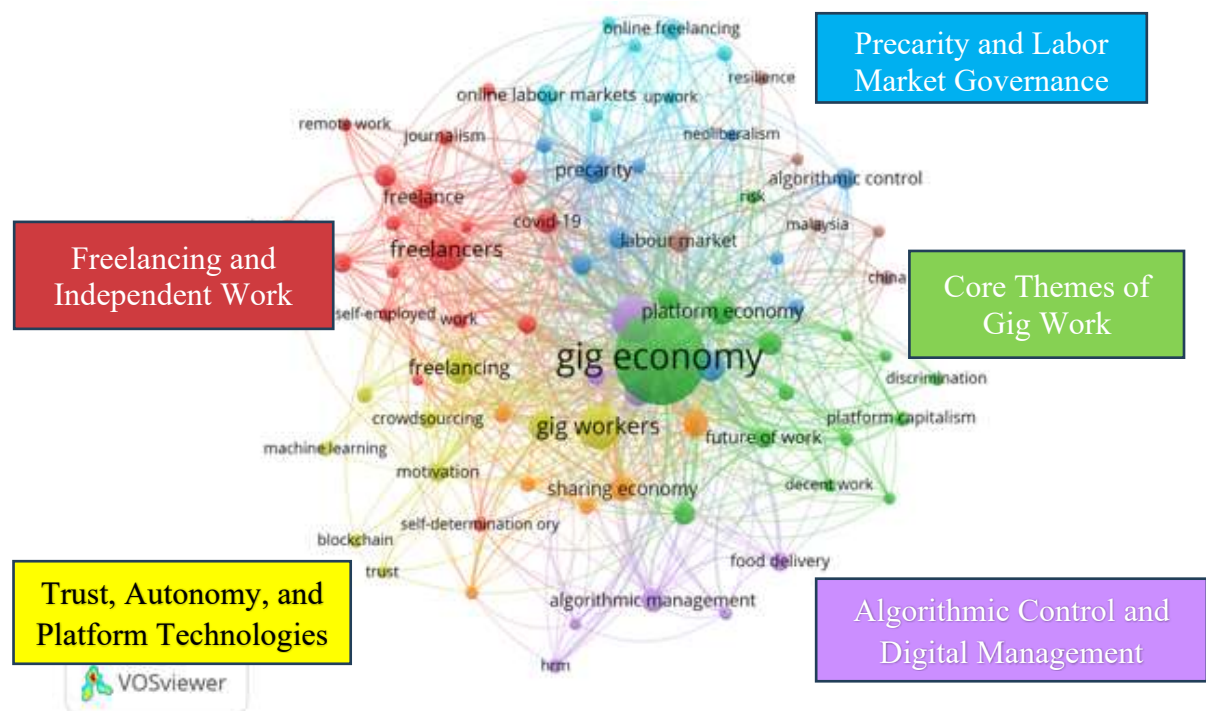 online freelancing
Precarity and Labor
Market Governance
resilience
online labour markets
upwork
remote work
journalism
neoliberalism
precarity
algorithmic control
freelance
risk
covid-19
malaysia
freelancers
labour market
Freelancing and
Independent Work
china
Core Themes of
Gig Work
self-employed
work
platform economy
gig economy
freelancing
discrimination
crowdsourcing
gig workers
platform capitalism
machine learning
future of work
motivation
sharing economy
decent work
self-determination ory
blockchain
trust
food delivery
Trust, Autonomy, and
Platform Technologies
algorithmic management
Algorithmic Control and
Digital Management
hrm
VOSviewer